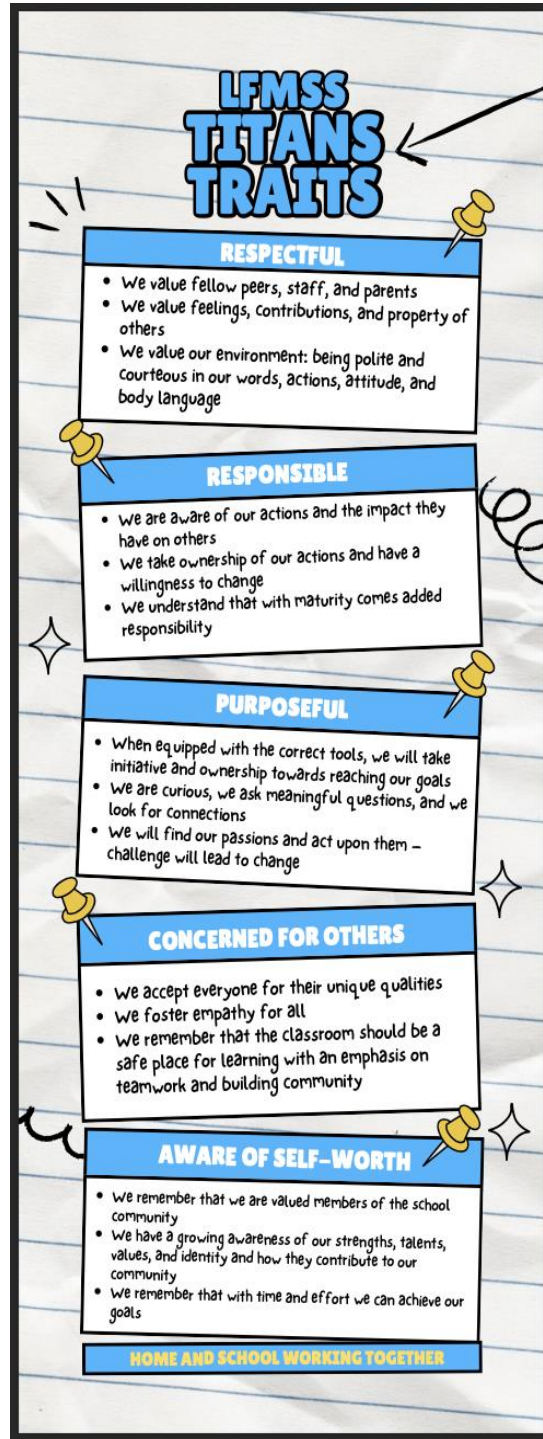 LFMSS
TITANS
TRAITS
RESPECTFUL
• We value fellow peers, staff, and parents
• We value feelings, contributions, and property of
others
• We value our environment: being polite and
courteous in our words, actions, attitude, and
body language
RESPONSIBLE
• We are aware of our actions and the impact they
have on others
• We take ownership of our actions and have a
willingness to change
• We understand that with maturity comes added
responsibility
PURPOSEFUL
• When equipped with the correct tools, we will take
initiative and ownership towards reaching our goals
• We are curious, we ask meaningful questions, and we
look for connections
• We will find our passions and act upon them –
challenge will lead to change
CONCERNED FOR OTHERS
• We accept everyone for their unique qualities
• We foster empathy for all
• We remember that the classroom should be a
safe place for learning with an emphasis on
teamwork and building community
AWARE OF SELF-WORTH
• We remember that we are valued members of the school
community
• We have a growing awareness of our strengths, talents,
values, and identity and how they contribute to our
community
• We remember that with time and effort we can achieve our
goals
HOME AND SCHOOL WORKING TOGETHER